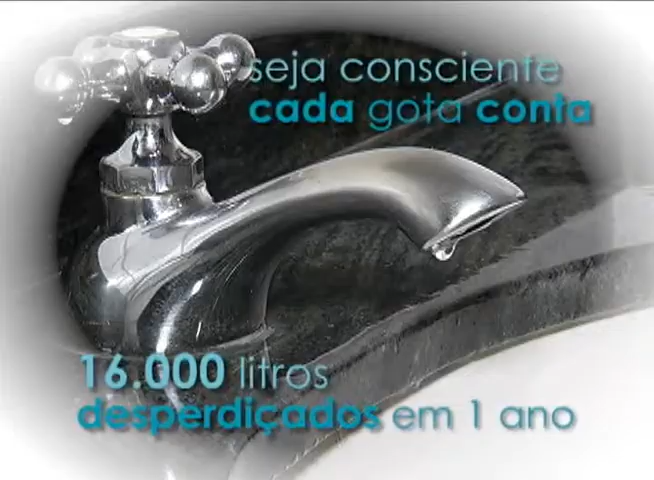 seja consciente
cada gota conta
16.000 litros
desperdiçados em 1 ano